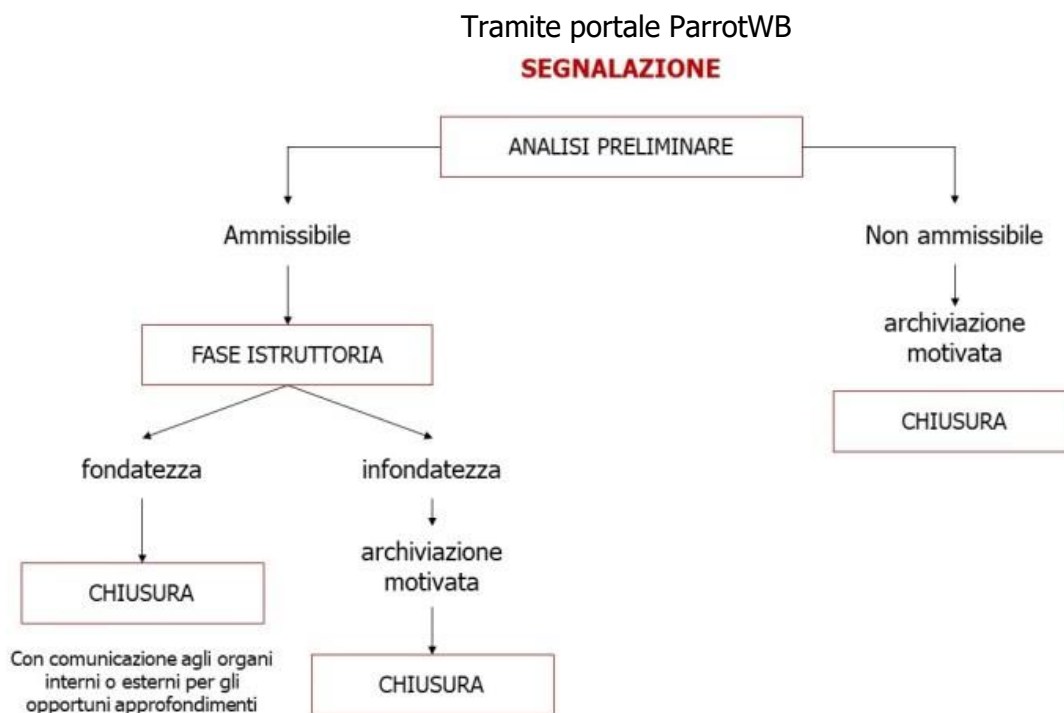 Tramite portale ParrotWB
SEGNALAZIONE
ANALISI PRELIMINARE
Ammissibile
Non ammissibile
FASE ISTRUTTORIA
archiviazione
motivata
CHIUSURA
fondatezza
infondatezza
archiviazione
motivata
CHIUSURA
Con comunicazione agli organi
interni o esterni per gli
opportuni approfondimenti
CHIUSURA